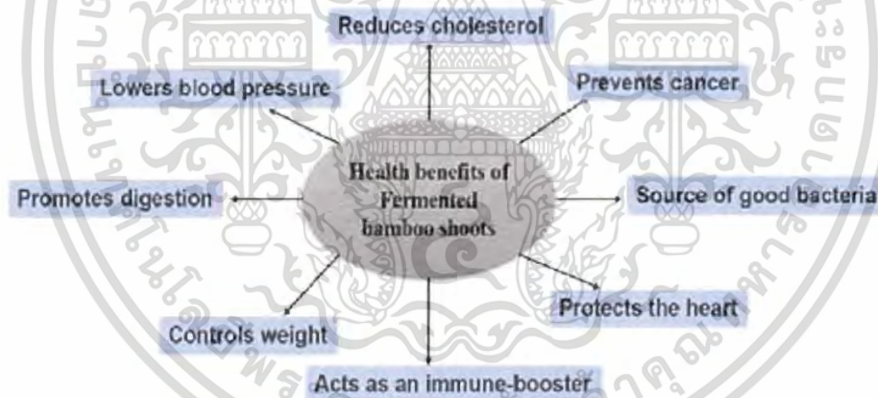 Reduces cholesterol
Lowers blood pressure
Prevents cancer
Health benefits of
Fermented
bamboo shoots
Promotes digestion
Source of good bacteria
Controls weight
Protects the heart
Acts as an immune-booster